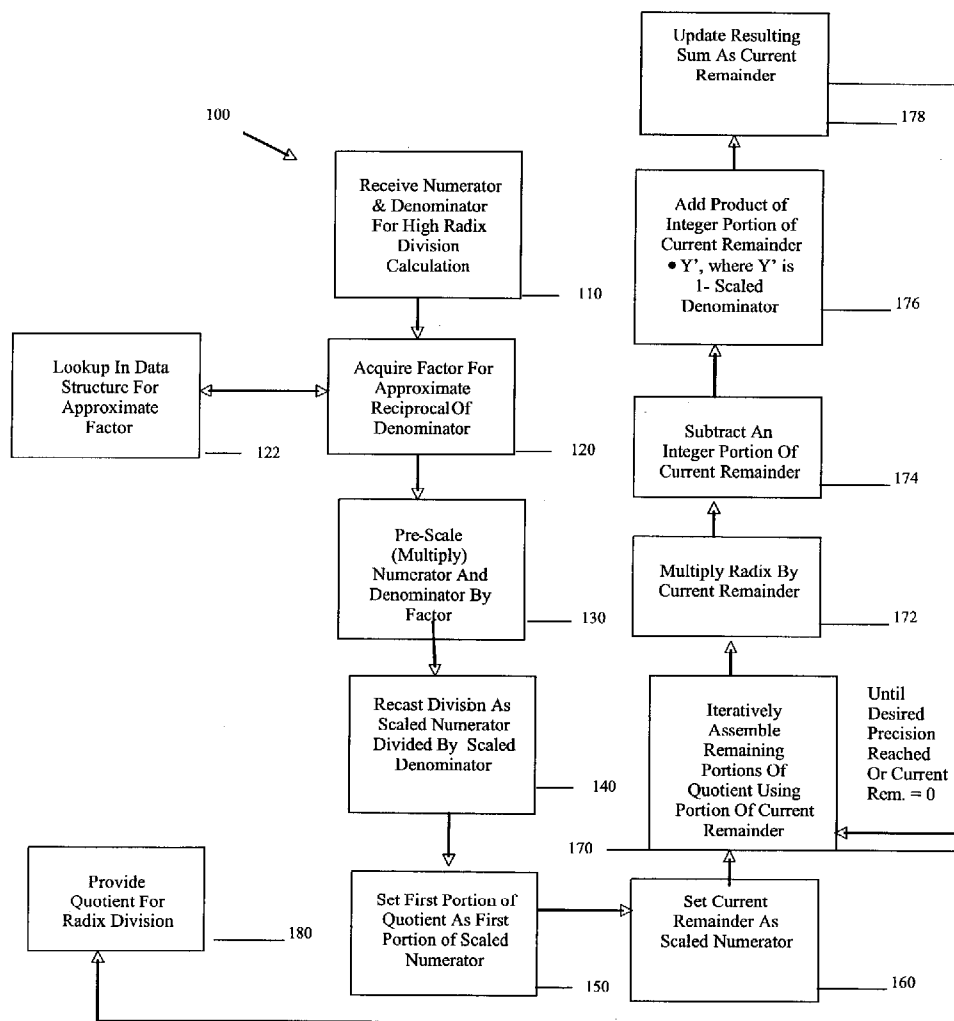 100
Receive Numerator
& Denominator
For High Radix
Division
Calculation
110
Lookup In Data
Structure For
Approximate
Factor
122
Acquire Factor For
Approximate
Reciprocal Of
Denominator
120
Pre-Scale
(Multiply)
Numerator And
Denominator By
Factor
130
Recast Division As
Scaled Numerator
Divided By Scaled
Denominator
140
Set First Portion of
Quotient As First
Portion of Scaled
Numerator
150
Set Current
Remainder As
Scaled Numerator
160
Iteratively
Assemble
Remaining
Portions Of
Quotient Using
Portion Of Current
Remainder
170
Until
Desired
Precision
Reached
Or Current
Rem. = 0
Multiply Radix By
Current Remainder
172
Subtract An
Integer Portion Of
Current Remainder
174
Add Product of
Integer Portion of
Current Remainder
• Y', where Y' is
1- Scaled
Denominator
176
Update Resulting
Sum As Current
Remainder
178
Provide
Quotient For
Radix Division
180